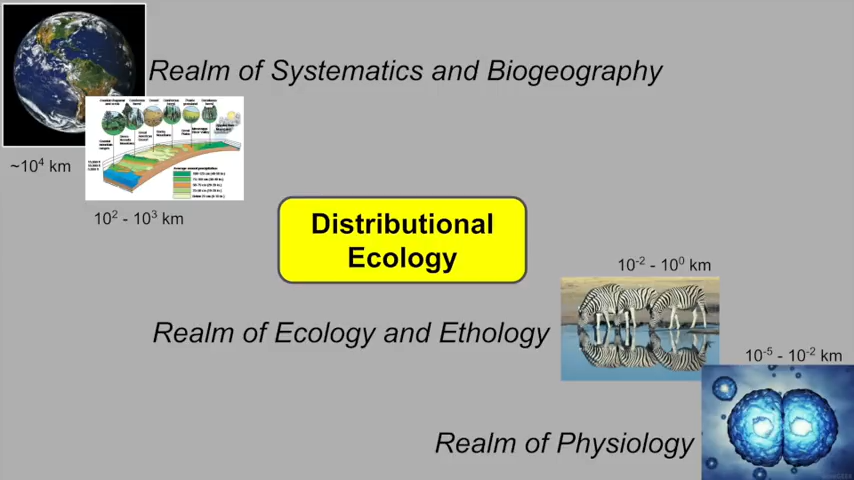 Realm of Systematics and Biogeography
~10⁴ km
10² - 10³ km
Distributional
Ecology
10⁻² - 10⁰ km
Realm of Ecology and Ethology
10⁻⁵ - 10⁻² km
Realm of Physiology